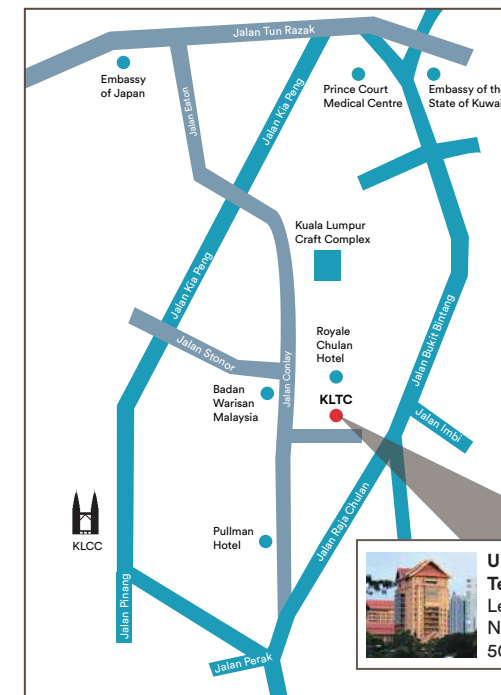 Jalan Tun Razak
Embassy
of Japan
Jalan Eaton
Jalan Kia Peng
Prince Court
Medical Centre
Embassy of the
State of Kuwai
Kuala Lumpur
Craft Complex
Jalan Kia Peng
Jalan Stonor
Jalan Conlay
Royale
Chulan
Hotel
Jalan Bukit Bintang
Badan
Warisan
Malaysia
KLTC
Jalan Imbi
KLCC
Pullman
Hotel
Jalan Raja Chulan
Jalan Pinang
Jalan Perak
U
Te
Le
N
50